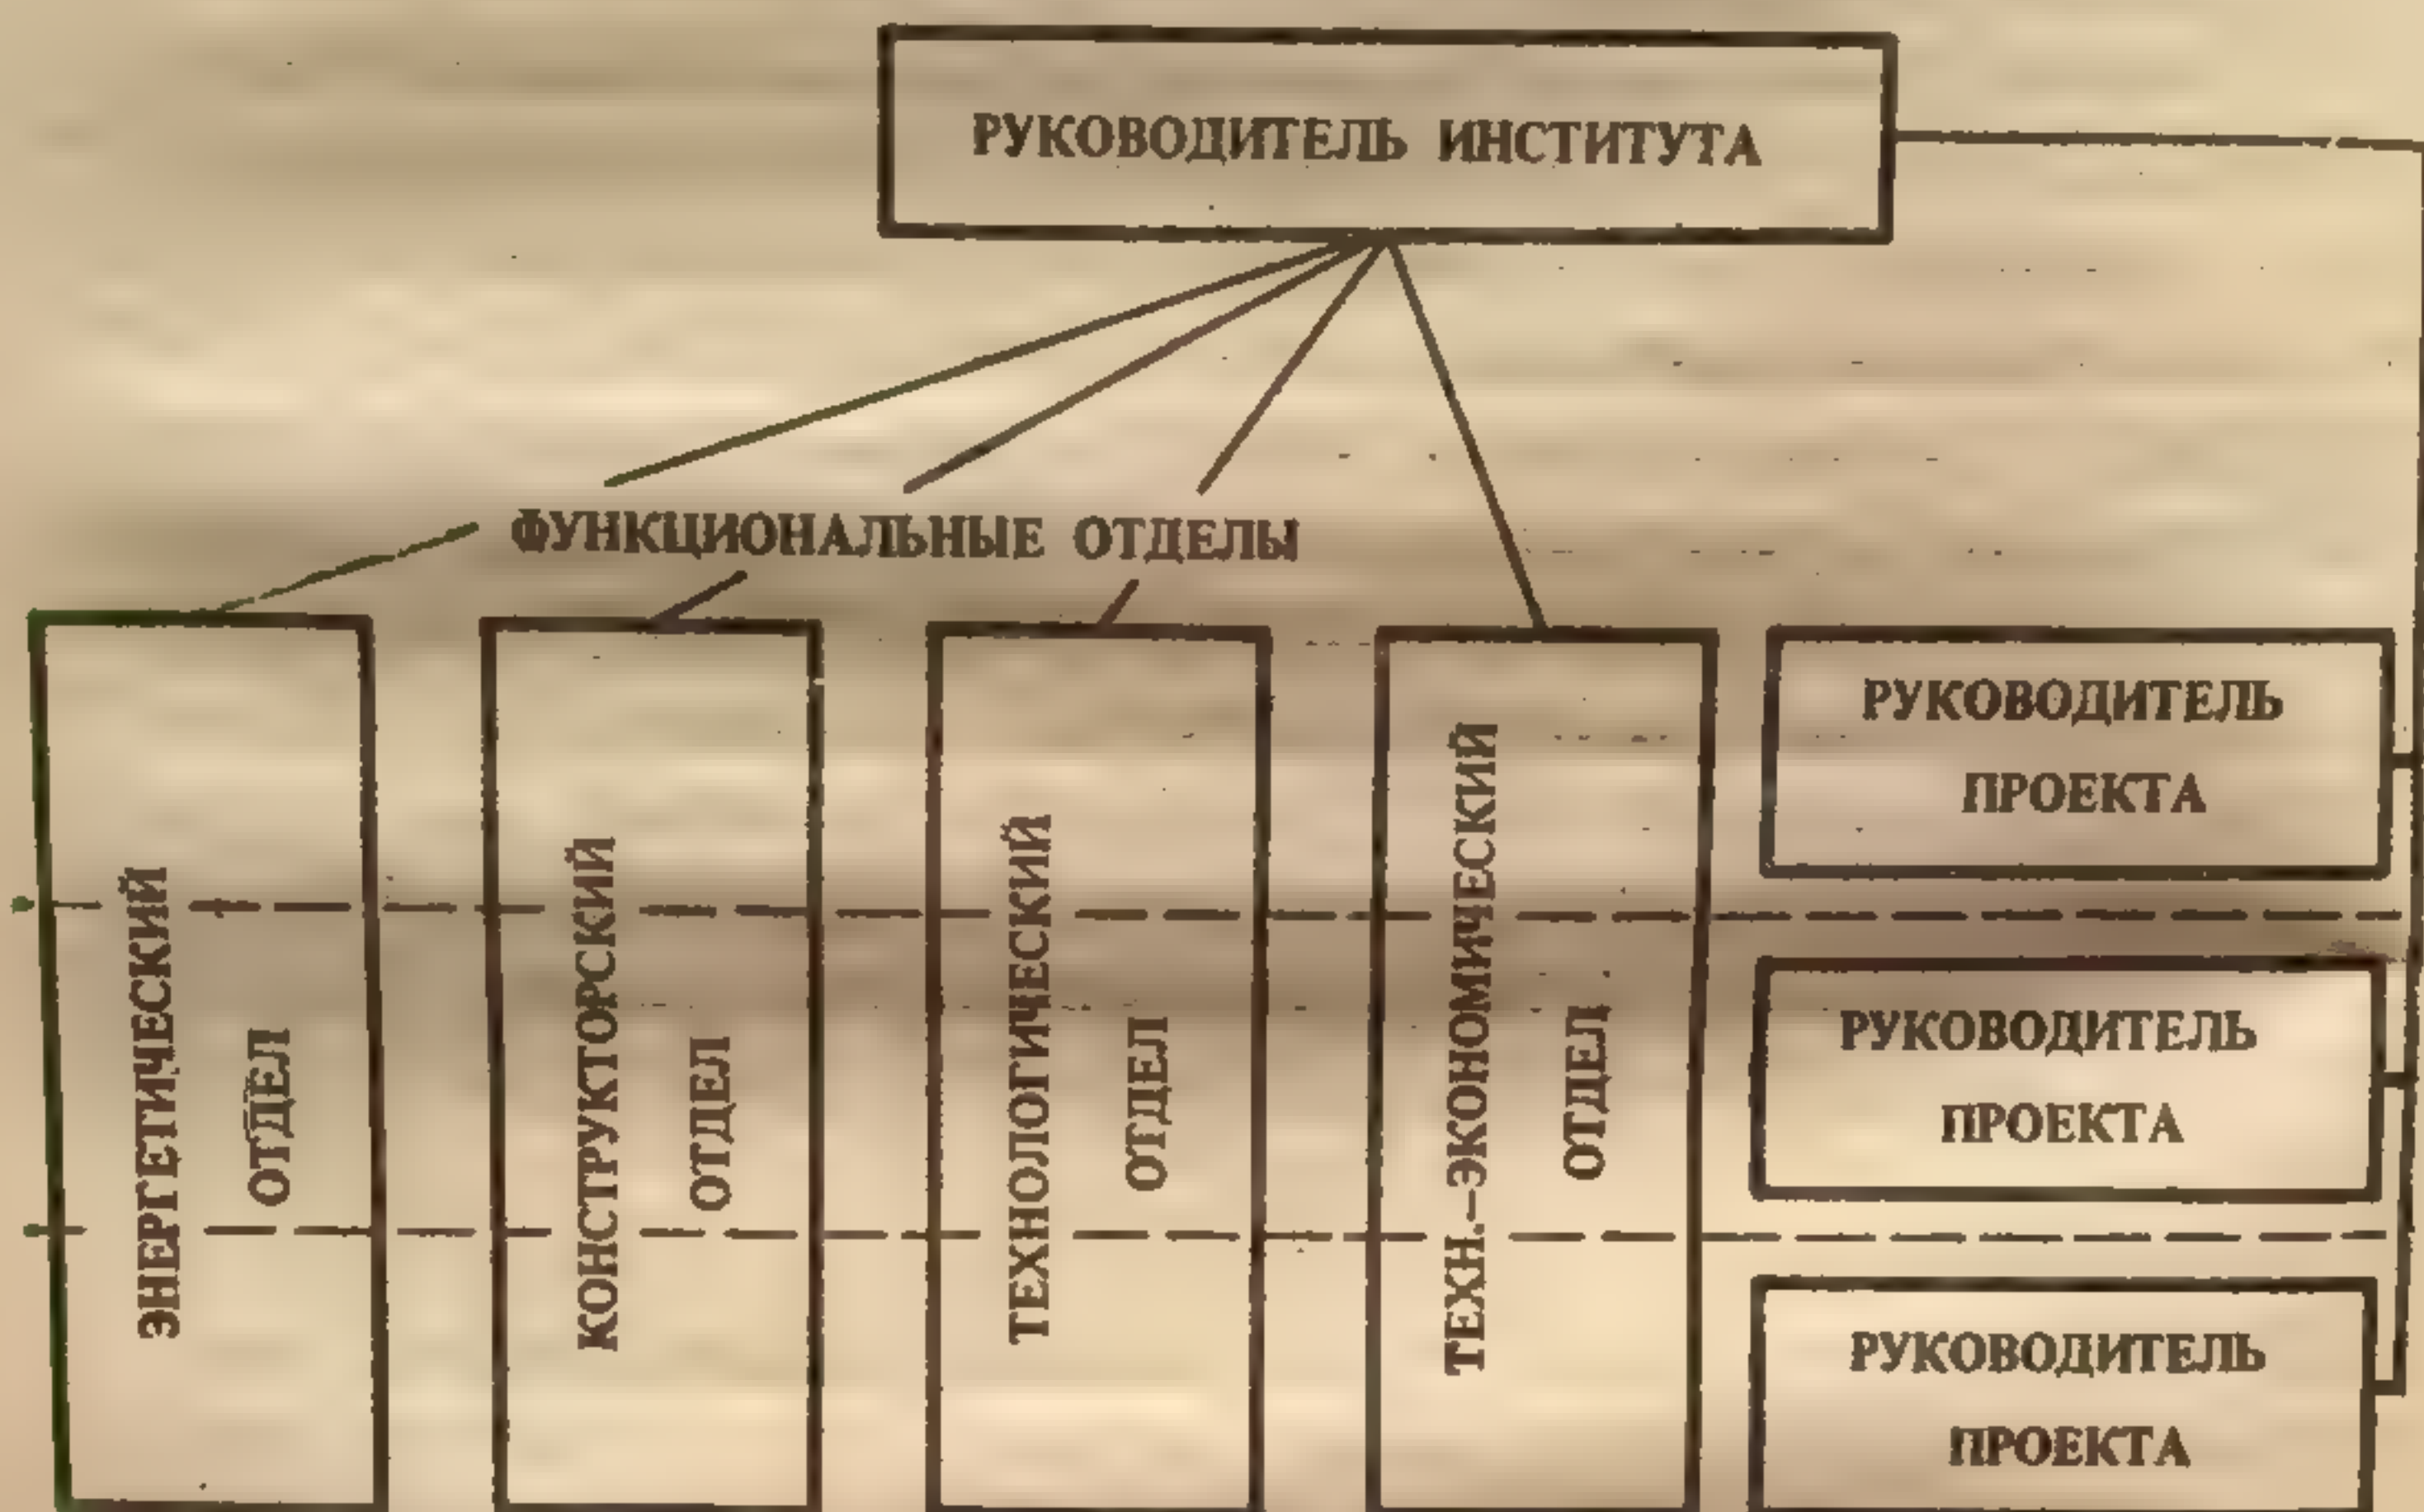 РУКОВОДИТЕЛЬ ИНСТИТУТА
ФУНКЦИОНАЛЬНЫЕ ОТДЕЛЫ
ЭНЕРГЕТИЧЕСКИЙ
ОТДЕЛ
КОНСТРУКТОРСКИЙ
ОТДЕЛ
ТЕХНОЛОГИЧЕСКИЙ
ОТДЕЛ
ТЕХН.–ЭКОНОМИЧЕСКИЙ
ОТДЕЛ
РУКОВОДИТЕЛЬ
ПРОЕКТА
РУКОВОДИТЕЛЬ
ПРОЕКТА
РУКОВОДИТЕЛЬ
ПРОЕКТА